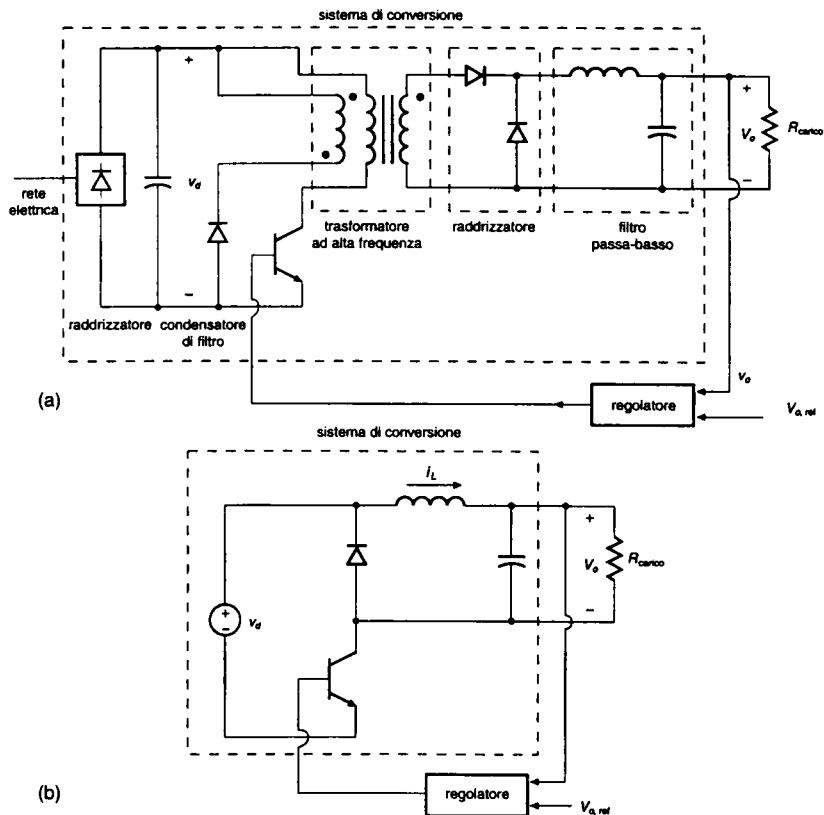 sistema di conversione
+
+
v_d
V_o
R_carico
rete
elettrica
trasformatore
ad alta frequenza
raddrizzatore
filtro
passa-basso
−
−
raddrizzatore
condensatore
di filtro
(a)
v_o
regolatore
V_o, ref
sistema di conversione
i_L
+
V_o
R_carico
−
+
−
v_d
(b)
regolatore
V_o, ref